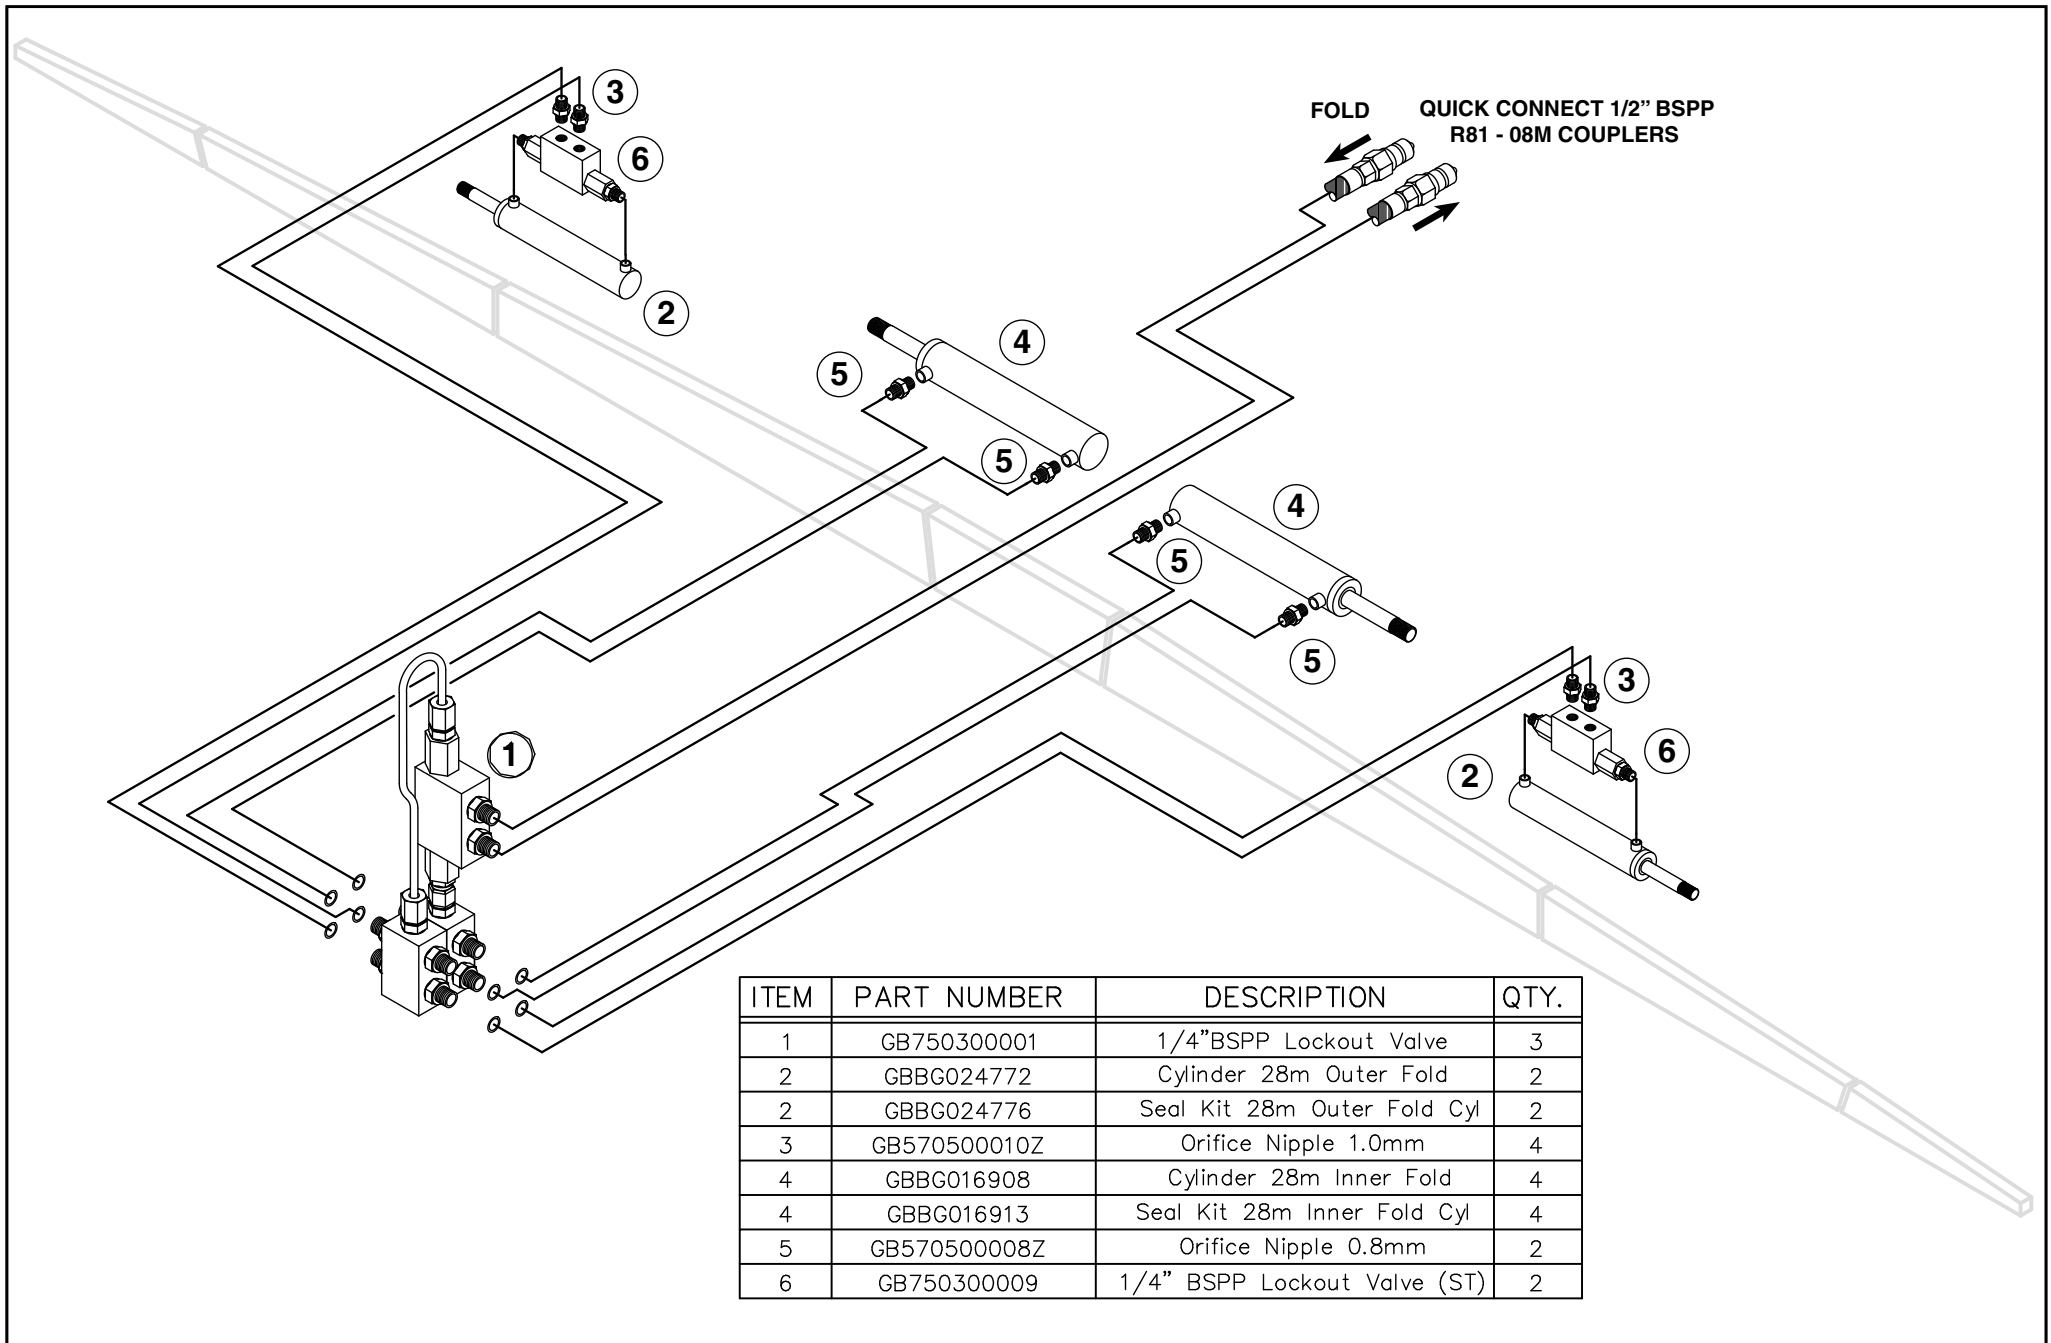 3
FOLD
QUICK CONNECT 1/2” BSPP
R81 - 08M COUPLERS
6
2
4
5
5
4
5
5
3
1
2
6
ITEM PART NUMBER DESCRIPTION QTY.
1 GB750300001 1/4”BSPP Lockout Valve 3
2 GBBG024772 Cylinder 28m Outer Fold 2
2 GBBG024776 Seal Kit 28m Outer Fold Cyl 2
3 GB570500010Z Orifice Nipple 1.0mm 4
4 GBBG016908 Cylinder 28m Inner Fold 4
4 GBBG016913 Seal Kit 28m Inner Fold Cyl 4
5 GB570500008Z Orifice Nipple 0.8mm 2
6 GB750300009 1/4” BSPP Lockout Valve (ST) 2